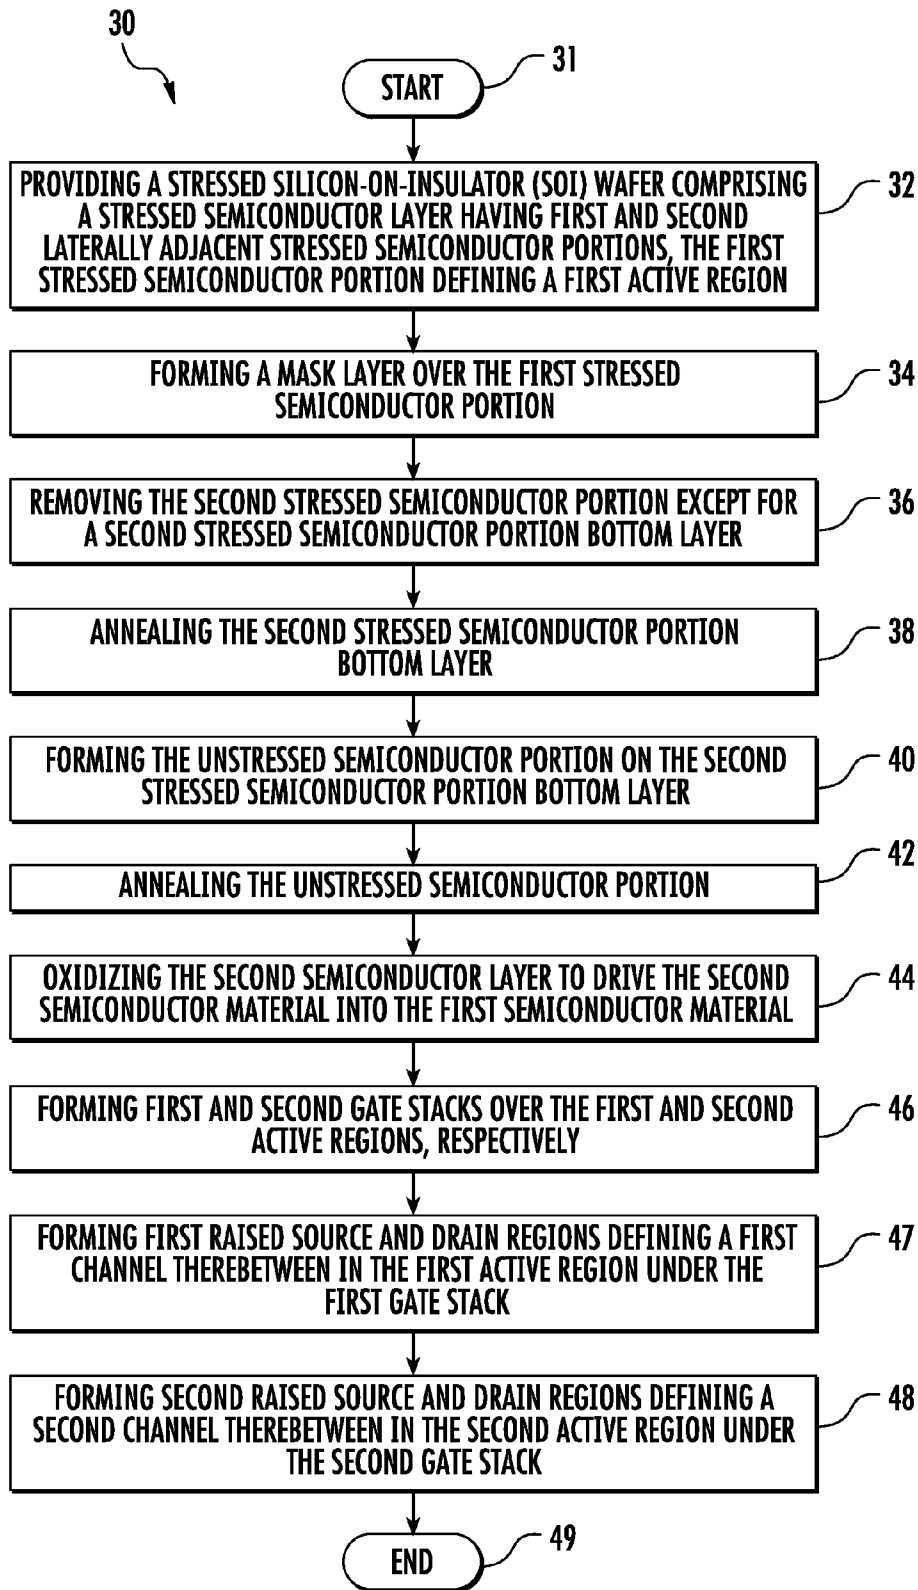 30
START
31
PROVIDING A STRESSED SILICON-ON-INSULATOR (SOI) WAFER COMPRISING
A STRESSED SEMICONDUCTOR LAYER HAVING FIRST AND SECOND
LATERALLY ADJACENT STRESSED SEMICONDUCTOR PORTIONS, THE FIRST
STRESSED SEMICONDUCTOR PORTION DEFINING A FIRST ACTIVE REGION
32
FORMING A MASK LAYER OVER THE FIRST STRESSED
SEMICONDUCTOR PORTION
34
REMOVING THE SECOND STRESSED SEMICONDUCTOR PORTION EXCEPT FOR
A SECOND STRESSED SEMICONDUCTOR PORTION BOTTOM LAYER
36
ANNEALING THE SECOND STRESSED SEMICONDUCTOR PORTION
BOTTOM LAYER
38
FORMING THE UNSTRESSED SEMICONDUCTOR PORTION ON THE SECOND
STRESSED SEMICONDUCTOR PORTION BOTTOM LAYER
40
ANNEALING THE UNSTRESSED SEMICONDUCTOR PORTION
42
OXIDIZING THE SECOND SEMICONDUCTOR LAYER TO DRIVE THE SECOND
SEMICONDUCTOR MATERIAL INTO THE FIRST SEMICONDUCTOR MATERIAL
44
FORMING FIRST AND SECOND GATE STACKS OVER THE FIRST AND SECOND
ACTIVE REGIONS, RESPECTIVELY
46
FORMING FIRST RAISED SOURCE AND DRAIN REGIONS DEFINING A FIRST
CHANNEL THEREBETWEEN IN THE FIRST ACTIVE REGION UNDER THE
FIRST GATE STACK
47
FORMING SECOND RAISED SOURCE AND DRAIN REGIONS DEFINING A
SECOND CHANNEL THEREBETWEEN IN THE SECOND ACTIVE REGION UNDER
THE SECOND GATE STACK
48
END
49